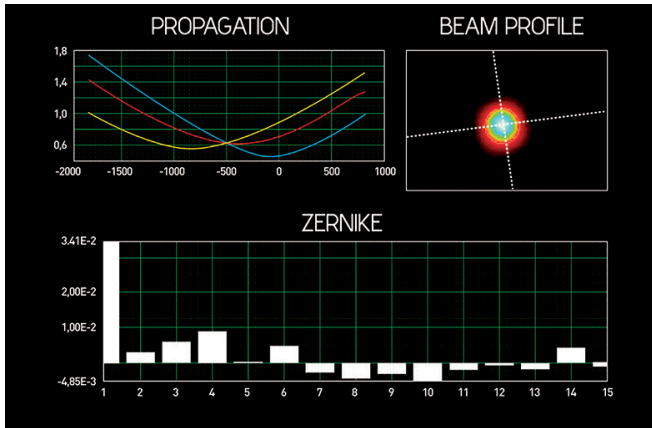 PROPAGATION
1,8
1,4
1,0
0,6
-2000 -1500 -1000 -500 0 500 1000
BEAM PROFILE
ZERNIKE
3.41E-2
2,00E-2
1,00E-2
-4,85E-3
1 2 3 4 5 6 7 8 9 10 11 12 13 14 15